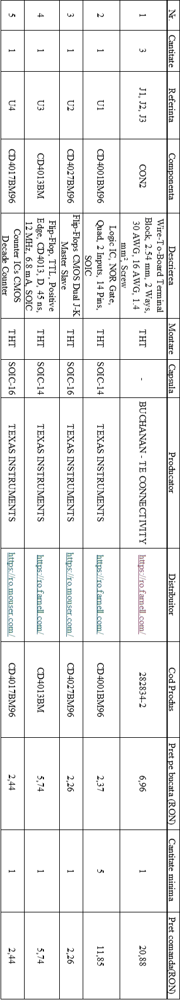 Nr. Cantitate Referinta Componenta Descrierea Montare Capsula Producator Distribuitor Cod Produs Pret pe bucata (RON) Cantitate minima Pret comanda(RON)
1 3 J1, J2, J3 CON2 Wire-To-Board Terminal
Block, 2.54 mm, 2 Ways,
30 AWG, 16 AWG, 1.4
mm², Screw THT - BUCHANAN - TE CONNECTIVITY https://ro.farnell.com/ 282834-2 6,96 1 20,88
2 1 U1 CD4001BM96 Logic IC, NOR Gate,
Quad, 2 Inputs, 14 Pins,
SOIC THT SOIC-14 TEXAS INSTRUMENTS https://ro.farnell.com/ CD4001BM96 2,37 5 11,85
3 1 U2 CD4027BM96 Flip-Flops CMOS Dual J-K
Master Slave THT SOIC-16 TEXAS INSTRUMENTS https://ro.mouser.com/ CD4027BM96 2,26 1 2,26
4 1 U3 CD4013BM Flip-Flop, TTL, Positive
Edge, CD4013, D, 45 ns,
12 MHz, 6.8 mA, SOIC THT SOIC-14 TEXAS INSTRUMENTS https://ro.farnell.com/ CD4013BM 5,74 1 5,74
5 1 U4 CD4017BM96 Counter ICs CMOS
Decade Counter THT SOIC-16 TEXAS INSTRUMENTS https://ro.mouser.com/ CD4017BM96 2,44 1 2,44